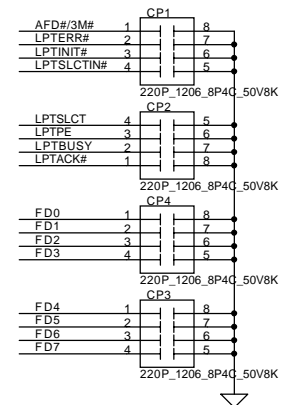 CP1
AFD#/3M# 1 8
LPTERR# 2 7
LPTINIT# 3 6
LPTSLCTIN# 4 5
220P_1206_8P4C_50V8K
CP2
LPTSLCT 4 5
LPTPE 3 6
LPTBUSY 2 7
LPTACK# 1 8
220P_1206_8P4C_50V8K
CP4
FD0 1 8
FD1 2 7
FD2 3 6
FD3 4 5
220P_1206_8P4C_50V8K
CP3
FD4 1 8
FD5 2 7
FD6 3 6
FD7 4 5
220P_1206_8P4C_50V8K